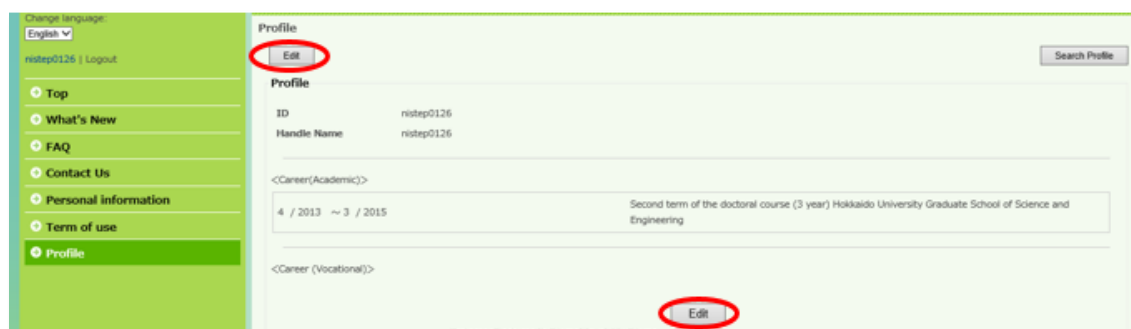 Change language:
English
nistep0126 | Logout
Top
What's New
FAQ
Contact Us
Personal information
Term of use
Profile
Profile
Edit
Search Profile
Profile
ID nistep0126
Handle Name nistep0126
<Career(Academic)>
4 / 2013 ～ 3 / 2015
Second term of the doctoral course (3 year) Hokkaido University Graduate School of Science and
Engineering
<Career (Vocational)>
Edit